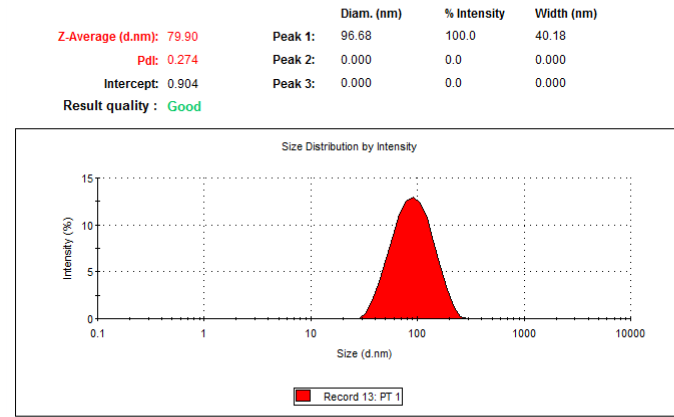 Diam. (nm) % Intensity Width (nm)
Z-Average (d.nm): 79.90 Peak 1: 96.68 100.0 40.18
PdI: 0.274 Peak 2: 0.000 0.0 0.000
Intercept: 0.904 Peak 3: 0.000 0.0 0.000
Result quality : Good
Size Distribution by Intensity
15
10
5
0
Intensity (%)
0.1 1 10 100 1000 10000
Size (d.nm)
Record 13: PT 1